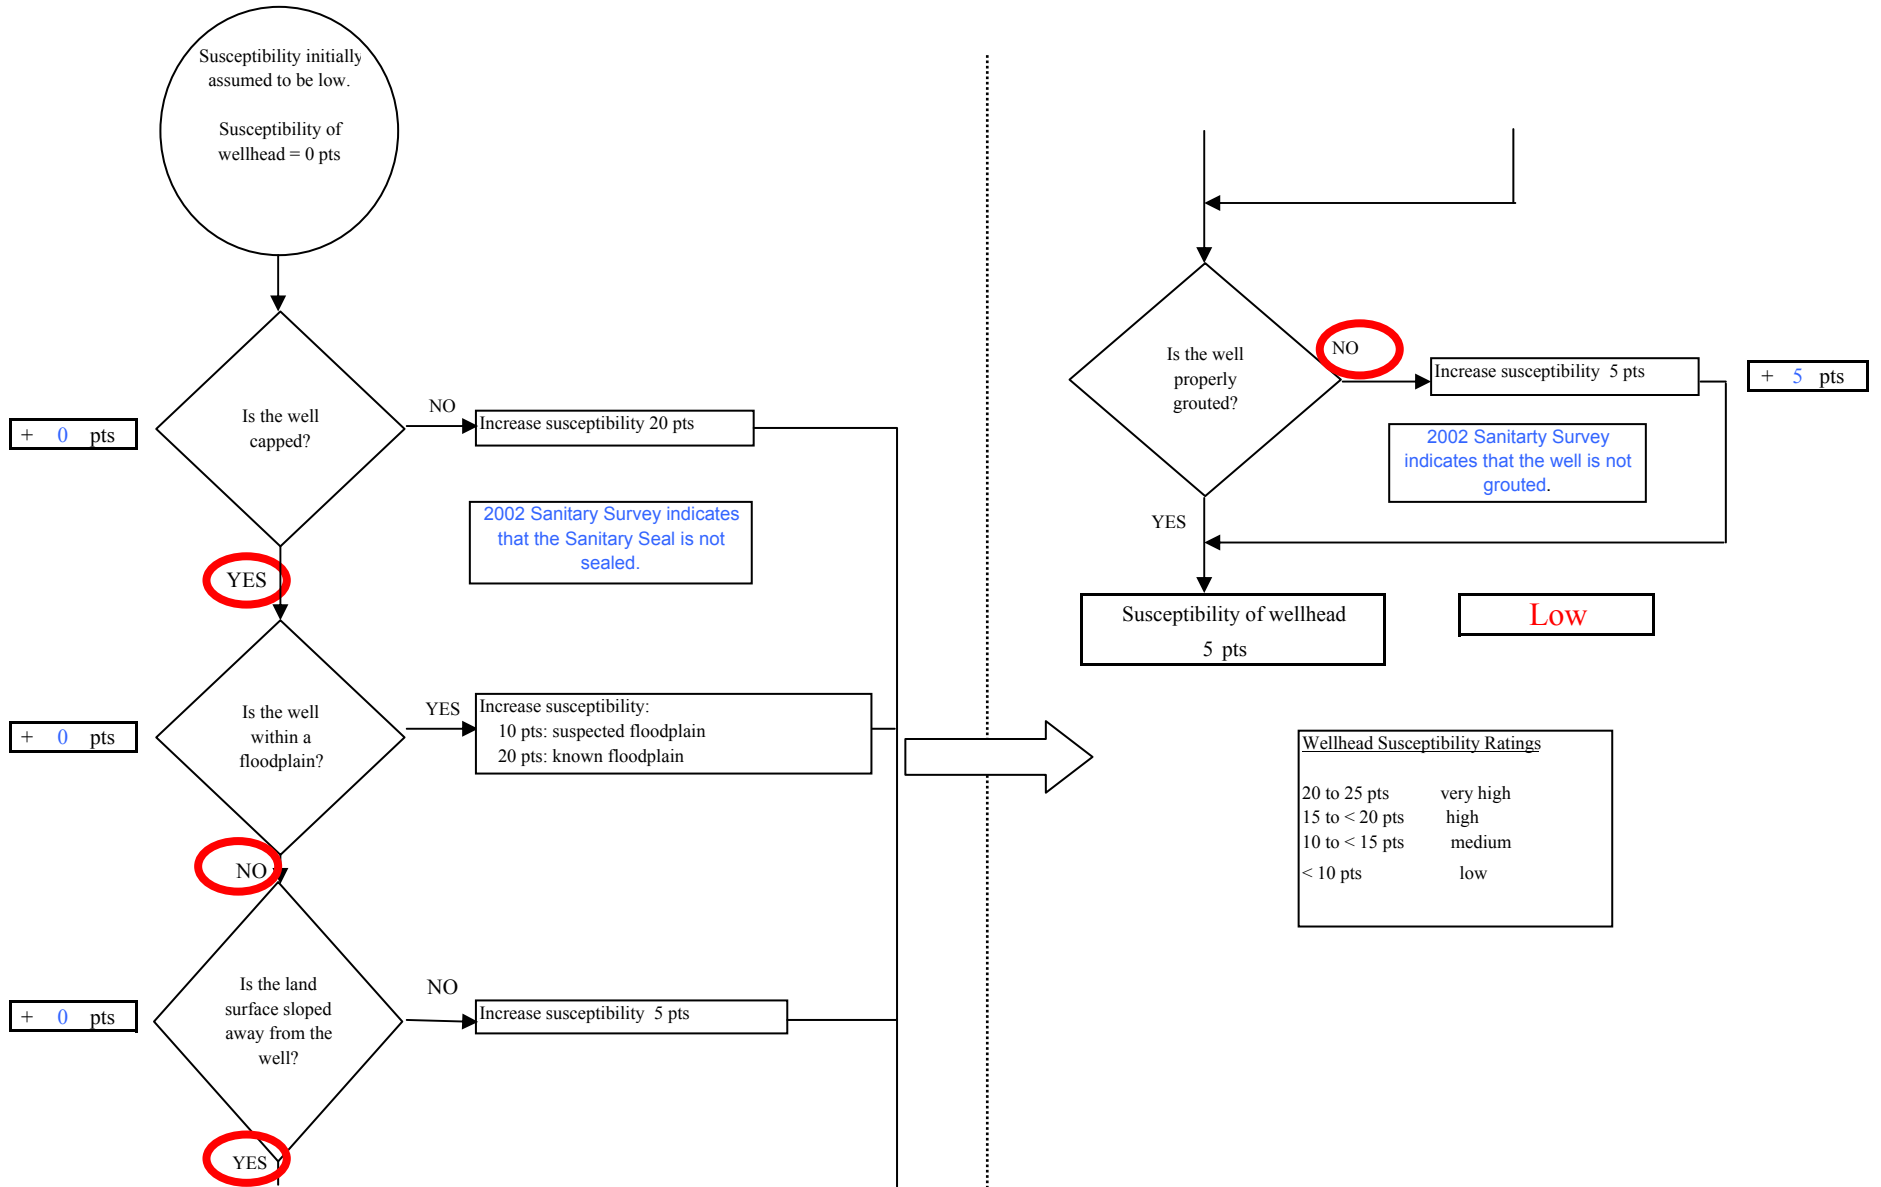 Susceptibility initially
assumed to be low.
Susceptibility of
wellhead = 0 pts
Is the well
capped?
+ 0 pts
NO
Increase susceptibility 20 pts
2002 Sanitary Survey indicates
that the Sanitary Seal is not
sealed.
YES
Is the well
within a
floodplain?
+ 0 pts
YES
Increase susceptibility:
10 pts: suspected floodplain
20 pts: known floodplain
NO
Is the land
surface sloped
away from the
well?
+ 0 pts
NO
Increase susceptibility 5 pts
YES
Is the well
properly
grouted?
NO
Increase susceptibility 5 pts
+ 5 pts
2002 Sanitarty Survey
indicates that the well is not
grouted.
YES
Susceptibility of wellhead
5 pts
Low
Wellhead Susceptibility Ratings
20 to 25 pts very high
15 to < 20 pts high
10 to < 15 pts medium
< 10 pts low